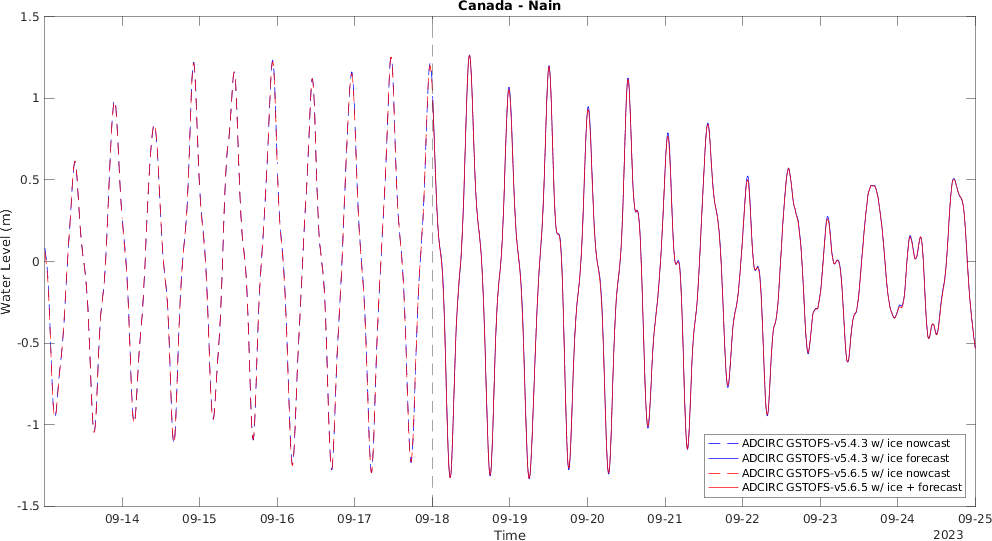 Canada - Nain
1.5
1
0.5
0
-0.5
-1
-1.5
Water Level (m)
09-14 09-15 09-16 09-17 09-18 09-19 09-20 09-21 09-22 09-23 09-24 09-25
Time
2023
ADCIRC GSTOFS-v5.4.3 w/ ice nowcast
ADCIRC GSTOFS-v5.4.3 w/ ice forecast
ADCIRC GSTOFS-v5.6.5 w/ ice nowcast
ADCIRC GSTOFS-v5.6.5 w/ ice + forecast